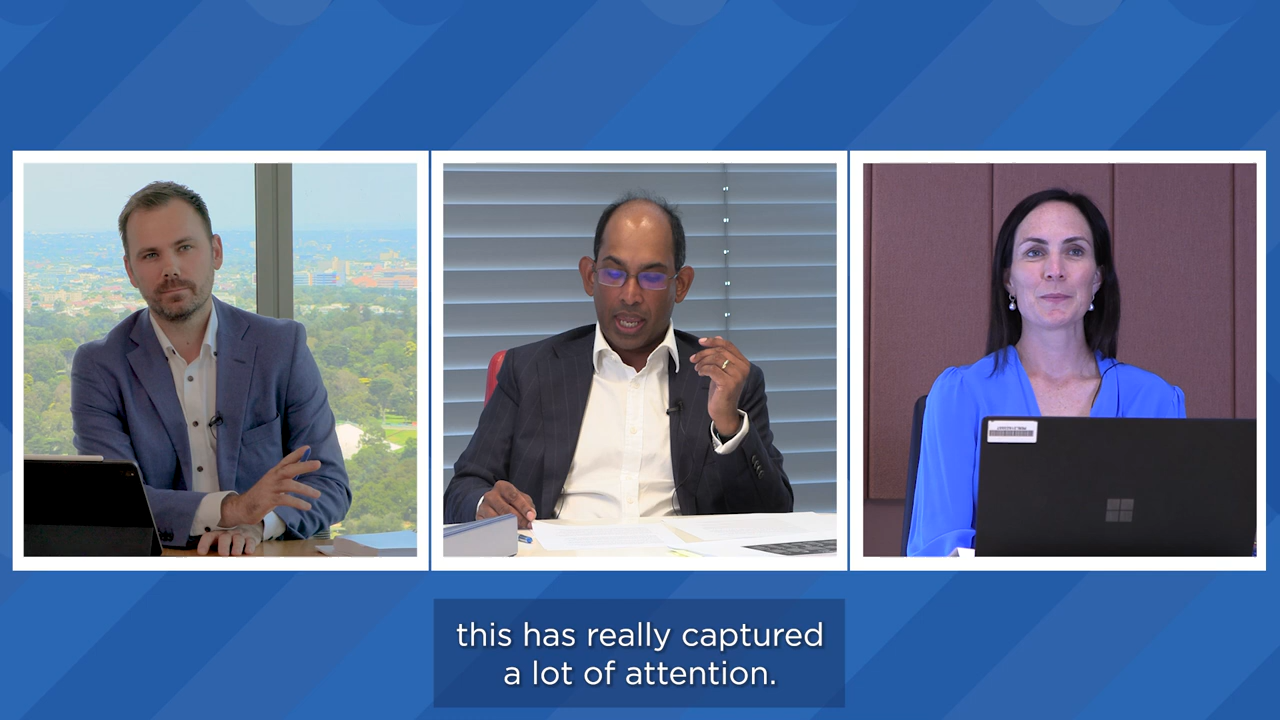 this has really captured
a lot of attention.